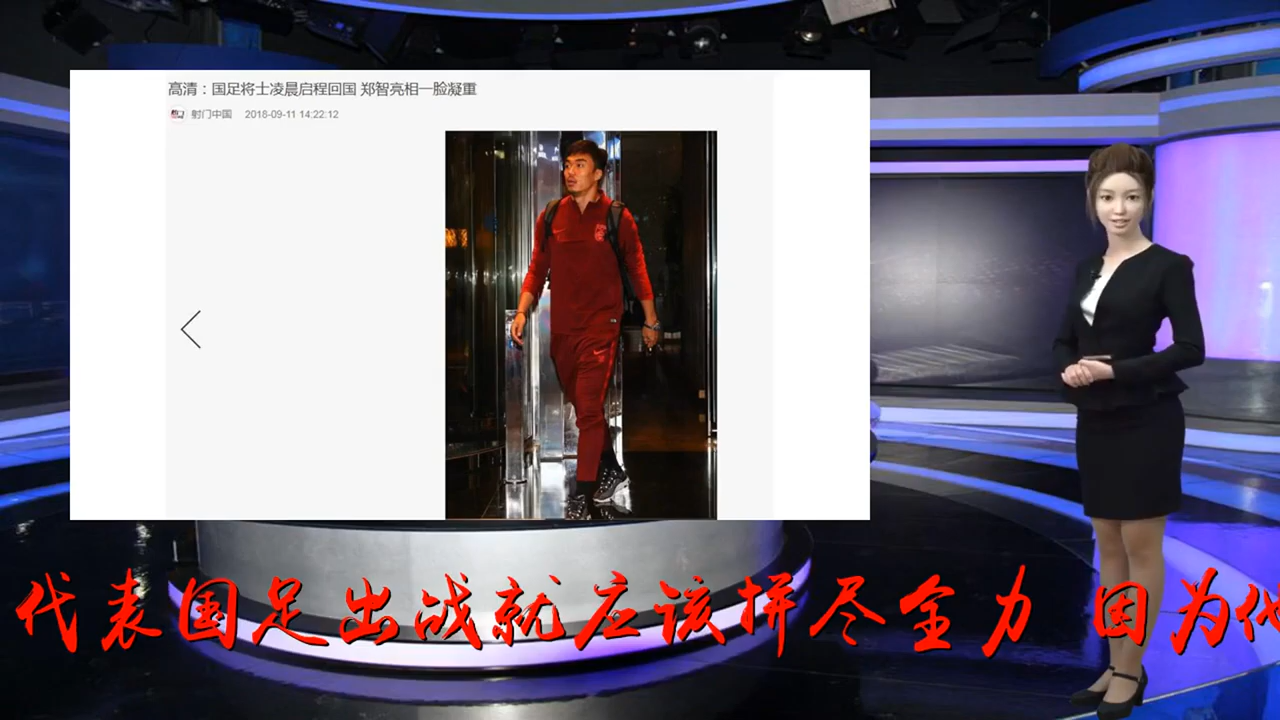 高清：国足将士凌晨启程回国 郑智亮相一脸凝重
射门中国 2018-09-11 14:22:12
代表国足出战就应该拼尽全力 因为代